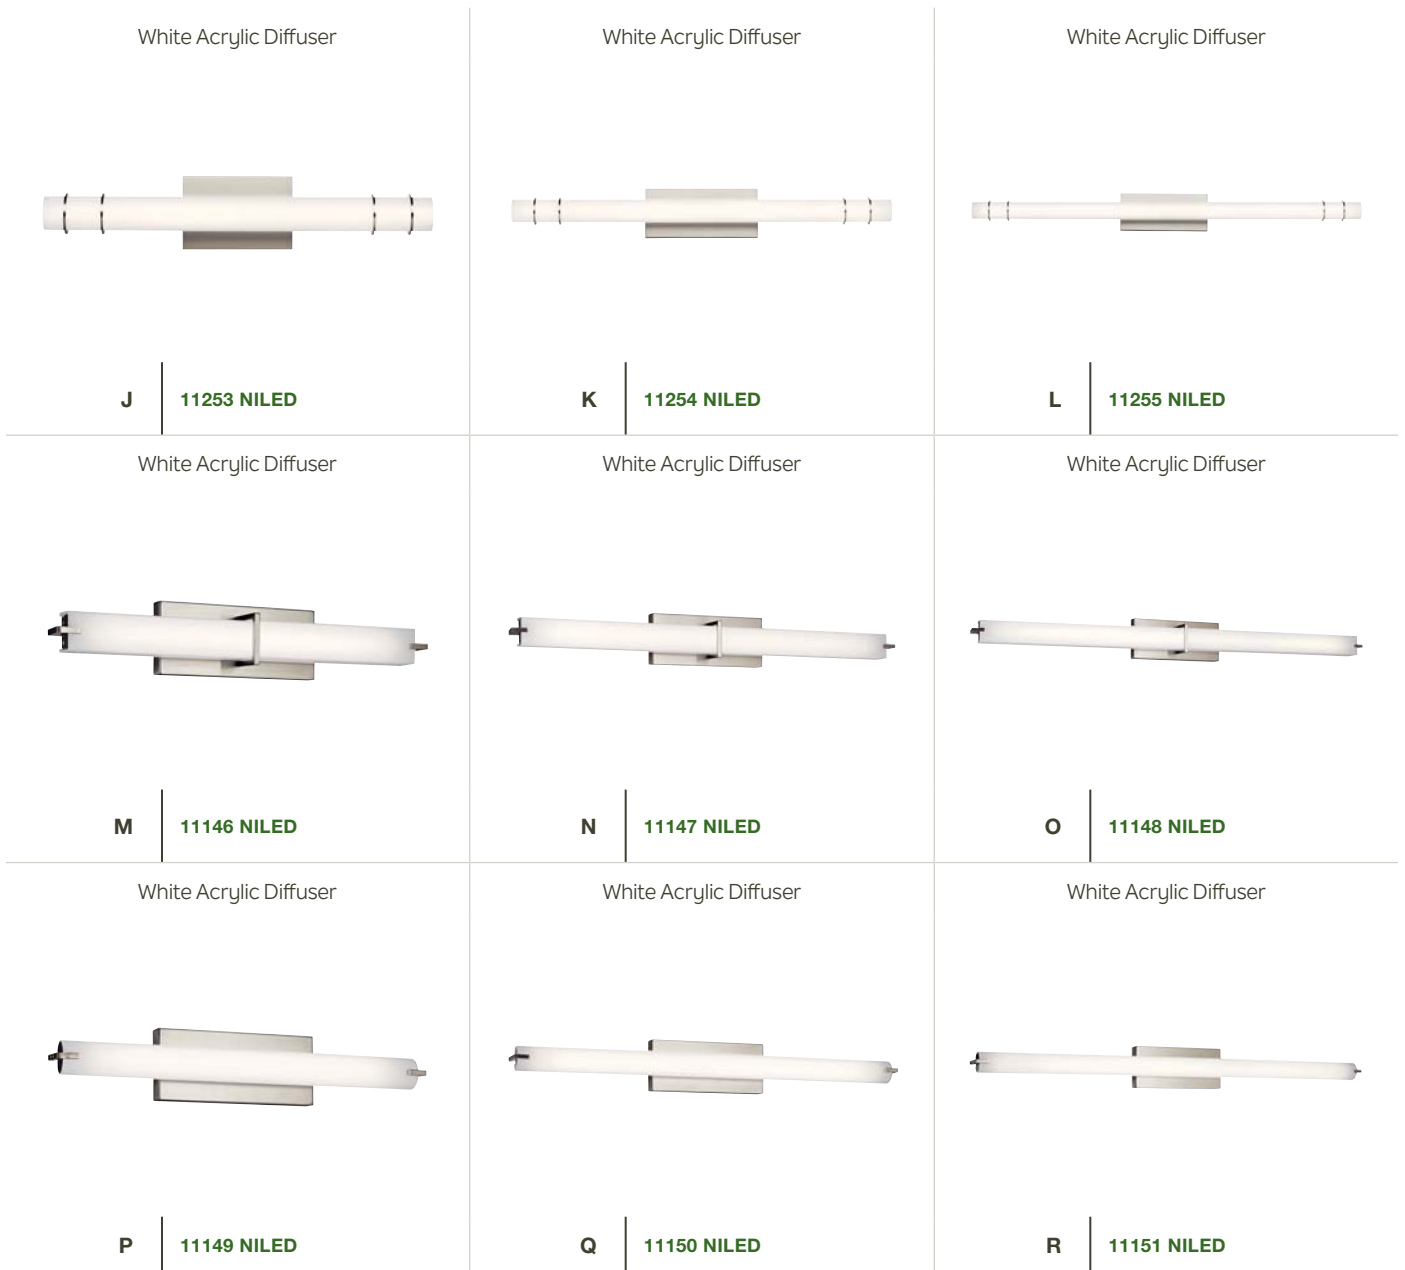 White Acrylic Diffuser
White Acrylic Diffuser
White Acrylic Diffuser
J 11253 NILED
K 11254 NILED
L 11255 NILED
White Acrylic Diffuser
White Acrylic Diffuser
White Acrylic Diffuser
M 11146 NILED
N 11147 NILED
O 11148 NILED
White Acrylic Diffuser
White Acrylic Diffuser
White Acrylic Diffuser
P 11149 NILED
Q 11150 NILED
R 11151 NILED